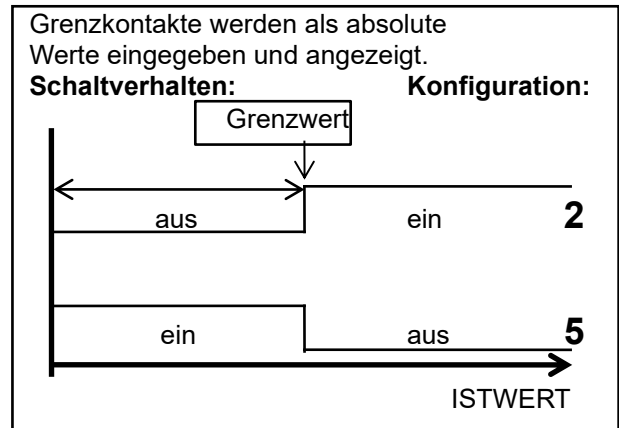 Grenzkontakte werden als absolute
Werte eingegeben und angezeigt.
Schaltverhalten: Konfiguration:
Grenzwert
aus ein 2
ein aus 5
ISTWERT